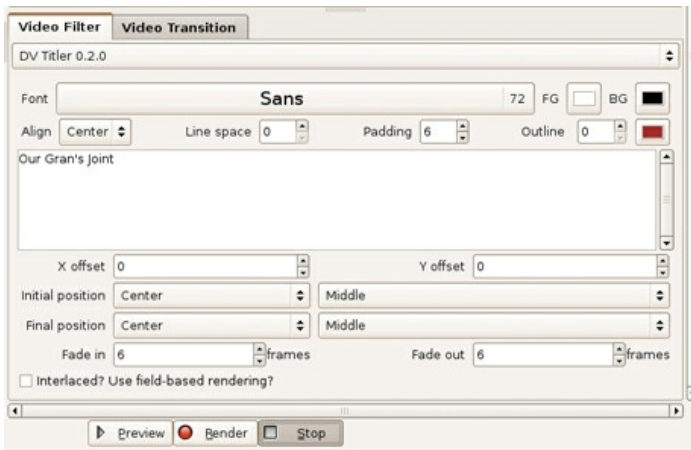 Video Filter Video Transition
DV Titler 0.2.0
Font Sans 72 FG BG
Align Center Line space 0 Padding 6 Outline 0
Our Gran's Joint
X offset 0 Y offset 0
Initial position Center Middle
Final position Center Middle
Fade in 6 frames Fade out 6 frames
Interlaced? Use field-based rendering?
Preview Render Stop